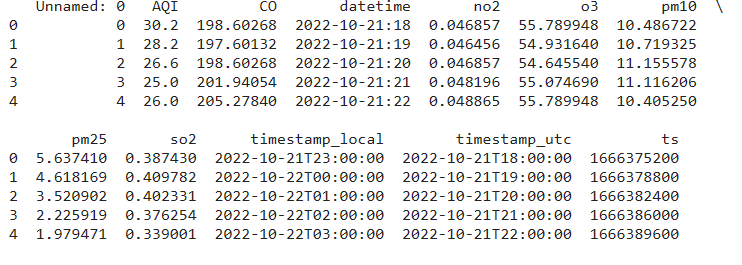 Unnamed: 0 AQI CO datetime no2 o3 pm10 \
0 0 30.2 198.60268 2022-10-21:18 0.046857 55.789948 10.486722
1 1 28.2 197.60132 2022-10-21:19 0.046456 54.931640 10.719325
2 2 26.6 198.60268 2022-10-21:20 0.046857 54.645540 11.155578
3 3 25.0 201.94054 2022-10-21:21 0.048196 55.074690 11.116206
4 4 26.0 205.27840 2022-10-21:22 0.048865 55.789948 10.405250
pm25 so2 timestamp_local timestamp_utc ts
0 5.637410 0.387430 2022-10-21T23:00:00 2022-10-21T18:00:00 1666375200
1 4.618169 0.409782 2022-10-22T00:00:00 2022-10-21T19:00:00 1666378800
2 3.520902 0.402331 2022-10-22T01:00:00 2022-10-21T20:00:00 1666382400
3 2.225919 0.376254 2022-10-22T02:00:00 2022-10-21T21:00:00 1666386000
4 1.979471 0.339001 2022-10-22T03:00:00 2022-10-21T22:00:00 1666389600